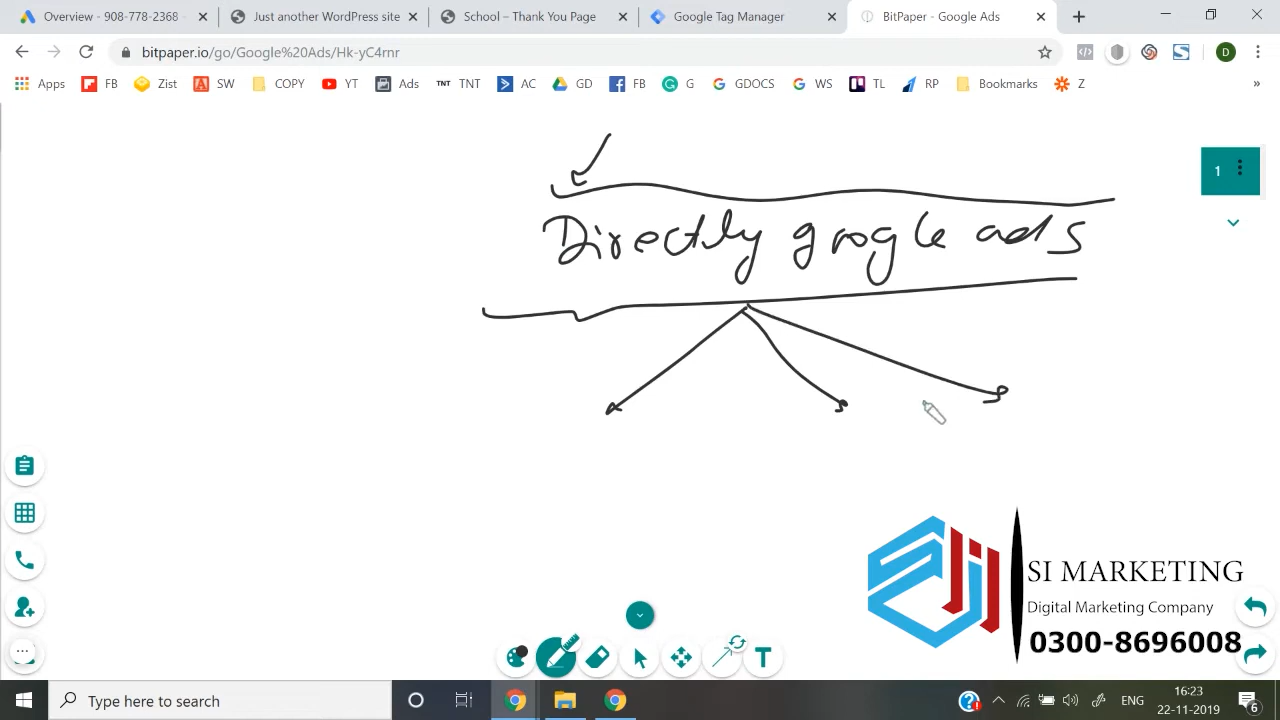 Overview - 908-778-2368 -
Just another WordPress site
School – Thank You Page
Google Tag Manager
BitPaper - Google Ads
bitpaper.io/go/Google%20Ads/Hk-yC4rnr
D
Apps
FB
Zist
SW
COPY
YT
Ads
TNT TNT
AC
GD
FB
G
GDOCS
WS
TL
RP
Bookmarks
Z
»
1
Directly google ads
SI MARKETING
Digital Marketing Company
0300-8696008
T
Type here to search
ENG
16:23
22-11-2019
6